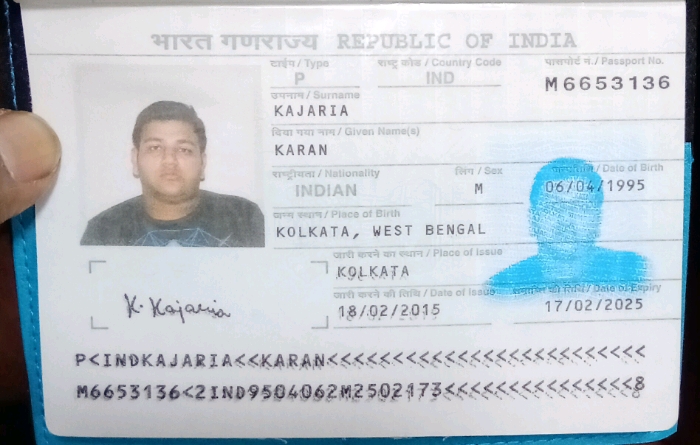 भारत गणराज्य REPUBLIC OF INDIA
टाईप / Type राष्ट्र कोड / Country Code पासपोर्ट नं. / Passport No.
P IND M6653136
उपनाम / Surname
KAJARIA
दिया गया नाम / Given Name(s)
KARAN
राष्ट्रीयता / Nationality लिंग / Sex जन्मतिथि / Date of Birth
INDIAN M 06/04/1995
जन्म स्थान / Place of Birth
KOLKATA, WEST BENGAL
जारी करने का स्थान / Place of Issue
KOLKATA
जारी करने की तिथि / Date of Issue समाप्ति की तिथि / Date of Expiry
18/02/2015 17/02/2025
K. Kajaria
P<INDKAJARIA<<KARAN<<<<<<<<<<<<<<<<<<<<<<<<<
M6653136<2IND9504062M2502173<<<<<<<<<<<<<<<8